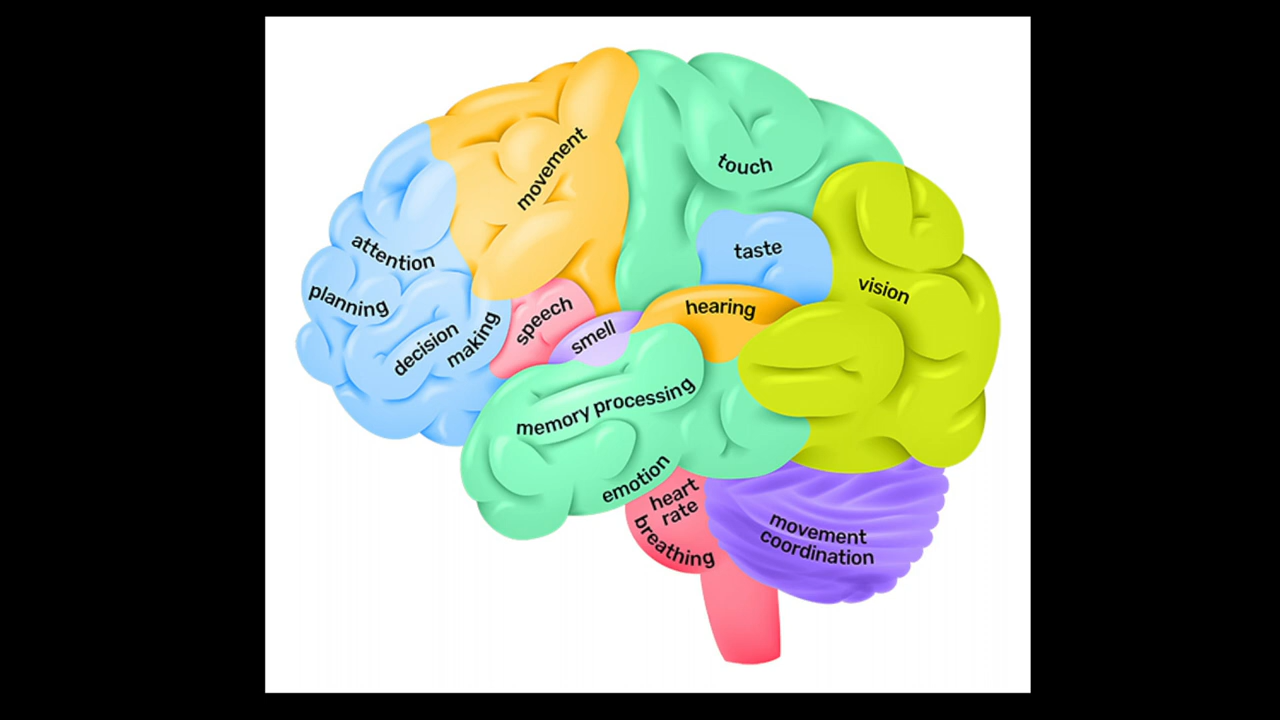 movement
touch
attention
taste
planning
vision
decision
making
speech
hearing
smell
memory processing
emotion
heart
rate
breathing
movement
coordination